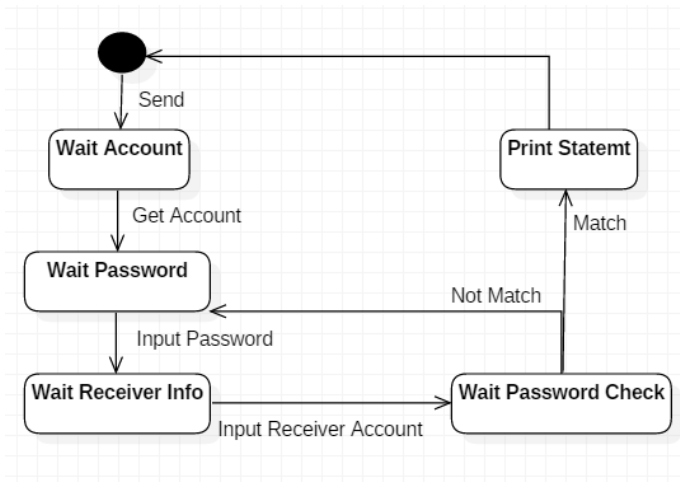 Send
Wait Account
Print Statemt
Get Account
Match
Wait Password
Not Match
Input Password
Wait Receiver Info
Wait Password Check
Input Receiver Account